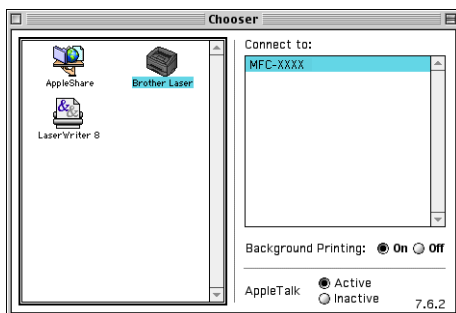 Chooser
AppleShare
Brother Laser
LaserWriter 8
Connect to:
MFC-XXXX
Background Printing: On Off
AppleTalk
Active
Inactive
7.6.2